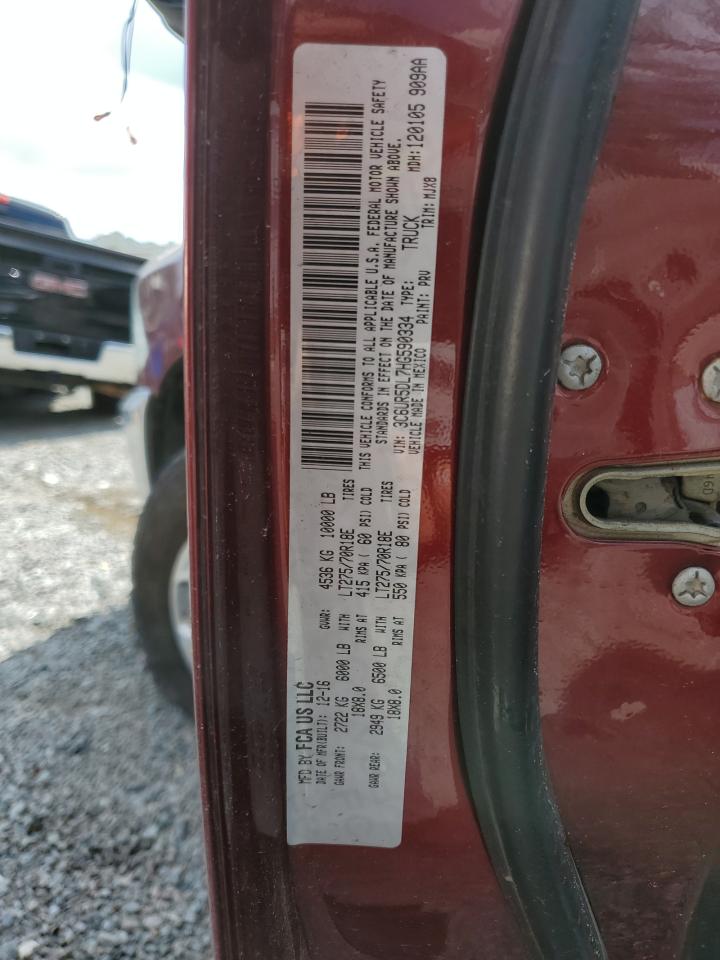 MFD BY FCA US LLC
DATE OF MFR(BUILT): 12-16 GVWR: 4536 KG 10000 LB
GAWR FRONT: 2722 KG 6000 LB WITH LT275/70R18E TIRES
18X8.0 RIMS AT 415 KPA ( 60 PSI) COLD
GAWR REAR: 2949 KG 6500 LB WITH LT275/70R18E TIRES
18X8.0 RIMS AT 550 KPA ( 80 PSI) COLD
THIS VEHICLE CONFORMS TO ALL APPLICABLE U.S.A. FEDERAL MOTOR VEHICLE SAFETY
STANDARDS IN EFFECT ON THE DATE OF MANUFACTURE SHOWN ABOVE.
VIN: 3C6UR5DL7HG590334 TYPE: TRUCK MDH:120105 909AA
VEHICLE MADE IN MEXICO PAINT: PRV TRIM: MJX8
GMC